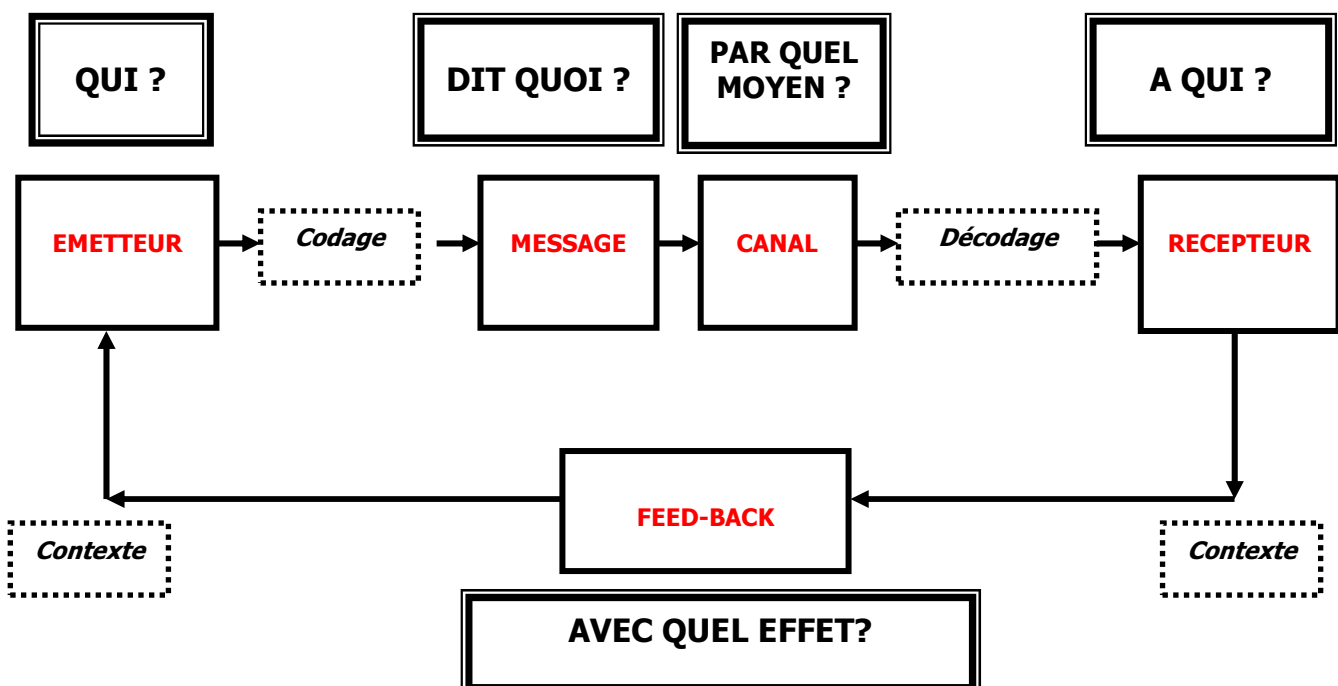 QUI ?
DIT QUOI ?
PAR QUEL
MOYEN ?
A QUI ?
EMETTEUR
Codage
MESSAGE
CANAL
Décodage
RECEPTEUR
FEED-BACK
Contexte
Contexte
AVEC QUEL EFFET?